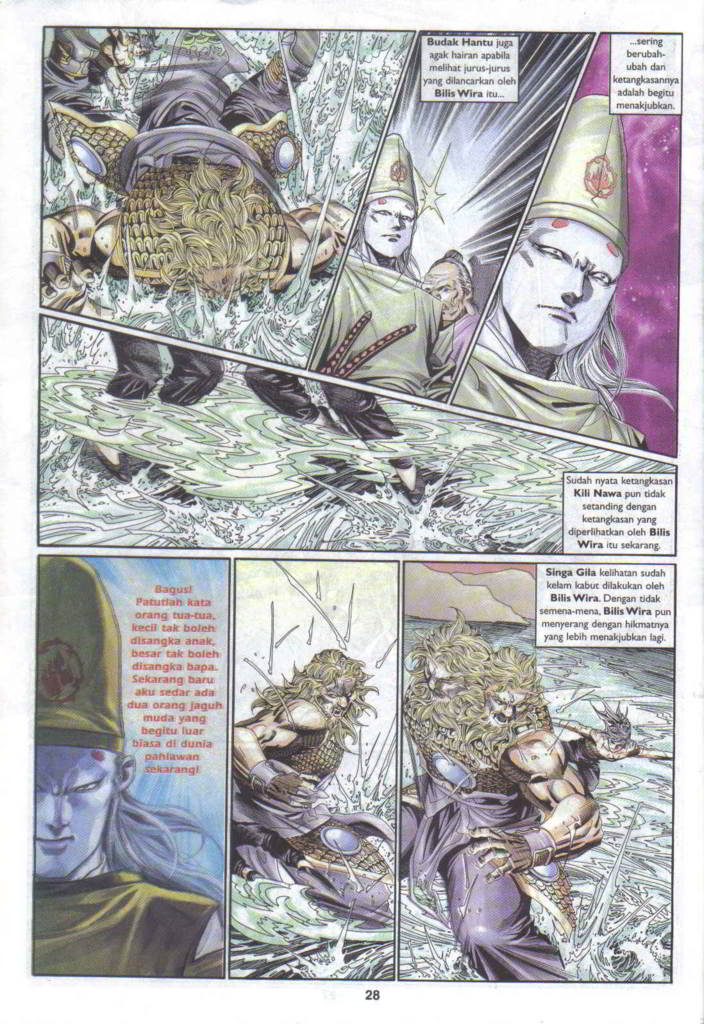 Budak Hantu juga
agak hairan apabila
melihat jurus-jurus
yang dilancarkan oleh
Bilis Wira itu...
...sering
berubah-
ubah dan
ketangkasannya
adalah begitu
menakjubkan.
Sudah nyata ketangkasan
Kili Nawa pun tidak
setanding dengan
ketangkasan yang
diperlihatkan oleh Bilis
Wira itu sekarang.
Bagus!
Patutlah kata
orang tua-tua,
kecil tak boleh
disangka anak,
besar tak boleh
disangka bapa.
Sekarang baru
aku sedar ada
dua orang jaguh
muda yang
begitu luar
biasa di dunia
pahlawan
sekarang!
Singa Gila kelihatan sudah
kelam kabut dilakukan oleh
Bilis Wira. Dengan tidak
semena-mena, Bilis Wira pun
menyerang dengan hikmatnya
yang lebih menakjubkan lagi.
28